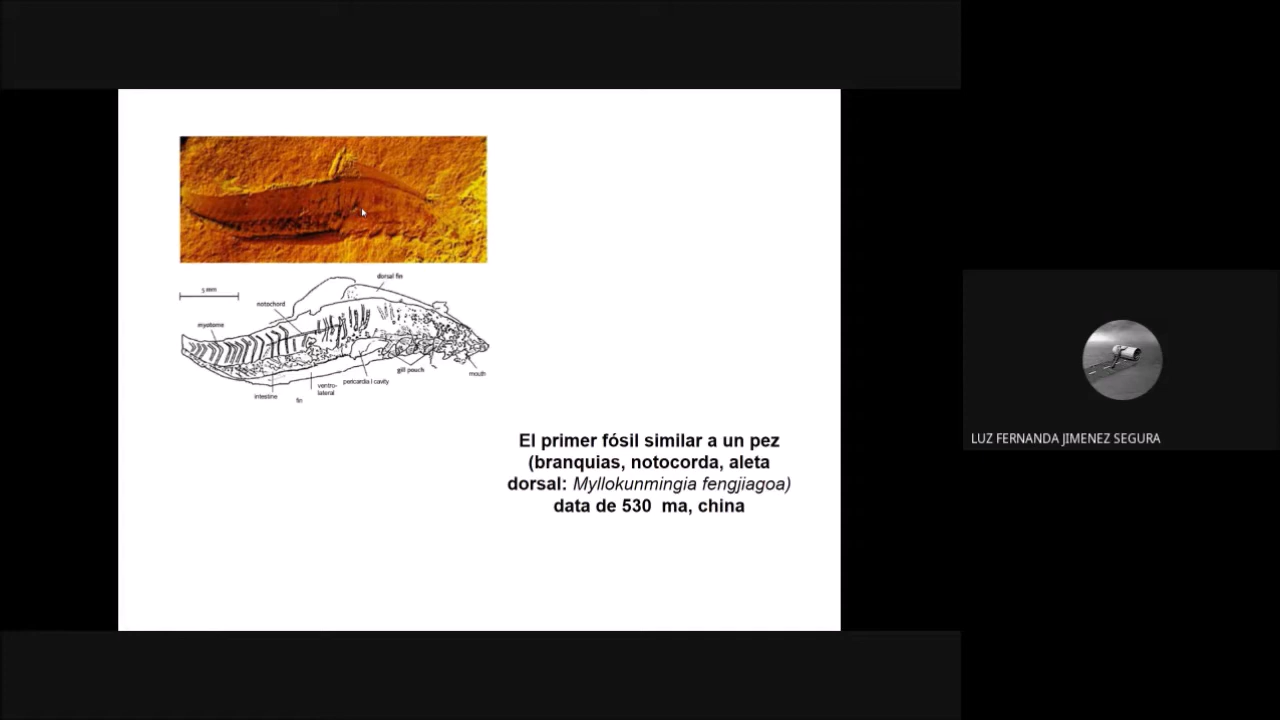 dorsal fin
5 mm
notochord
myotome
gill pouch
mouth
pericardia l cavity
ventro-
lateral
intestine
fin
El primer fósil similar a un pez
(branquias, notocorda, aleta
dorsal: Myllokunmingia fengjiagoa)
data de 530 ma, china
LUZ FERNANDA JIMENEZ SEGURA